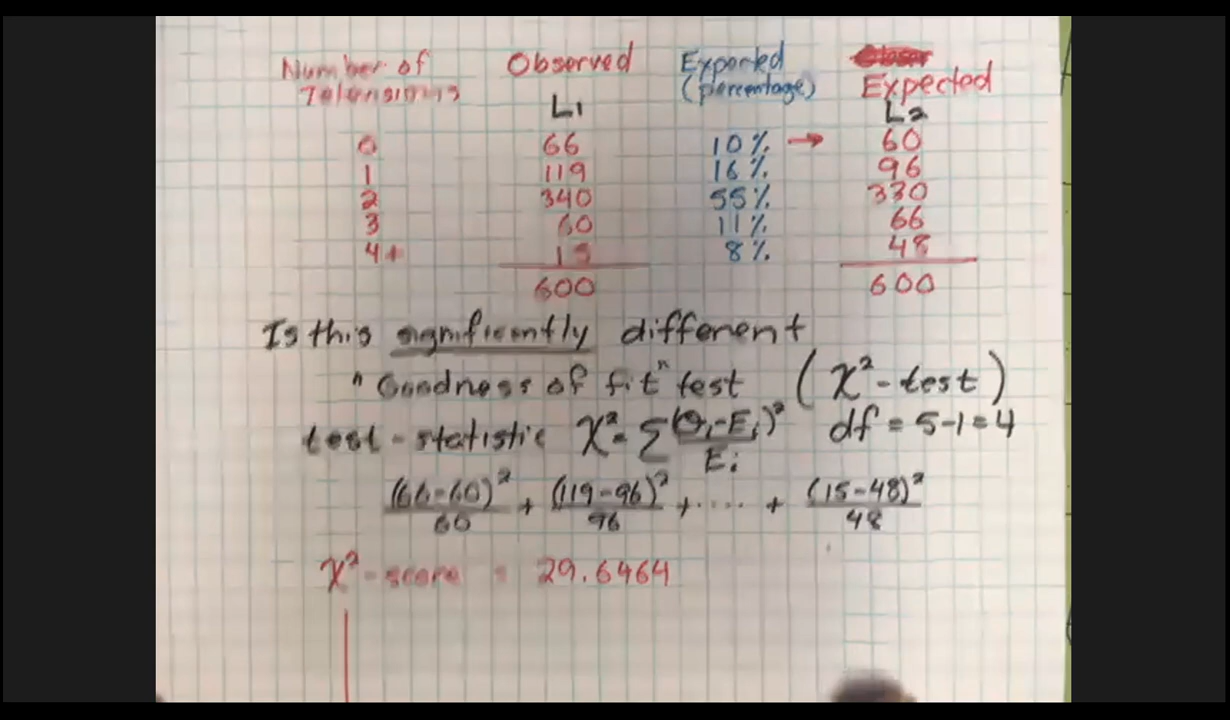 Number of Observed Expected Obser
Televisions (percentage) Expected
L1 L2
0 66 10% → 60
1 119 16% 96
2 340 55% 330
3 60 11% 66
4+ 15 8% 48
600 600
Is this significantly different
"Goodness of fit" test (χ²-test)
test-statistic χ² = Σ (Oᵢ-Eᵢ)²/Eᵢ df = 5-1=4
(66-60)²/60 + (119-96)²/96 + ..... + (15-48)²/48
χ²-score = 29.6464